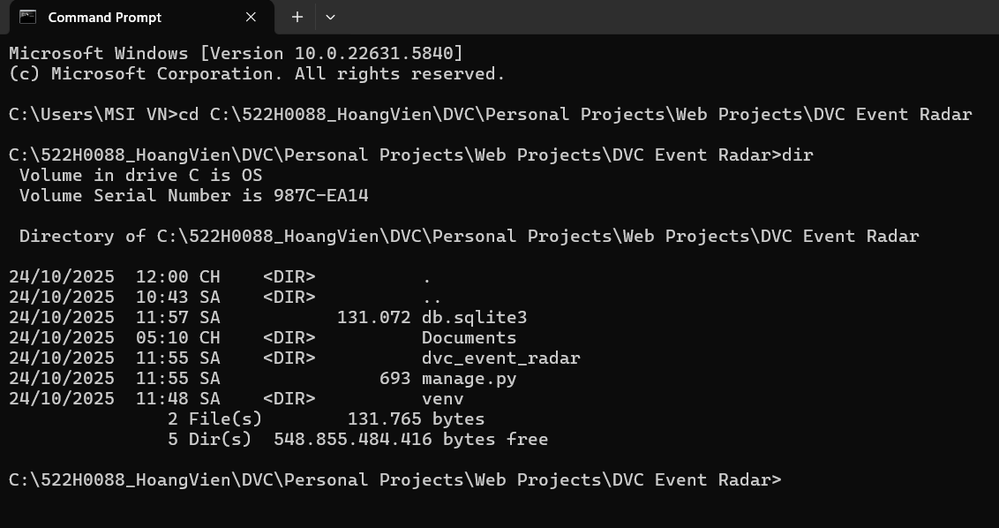 Command Prompt
Microsoft Windows [Version 10.0.22631.5840]
(c) Microsoft Corporation. All rights reserved.
C:\Users\MSI VN>cd C:\522H0088_HoangVien\DVC\Personal Projects\Web Projects\DVC Event Radar
C:\522H0088_HoangVien\DVC\Personal Projects\Web Projects\DVC Event Radar>dir
 Volume in drive C is OS
 Volume Serial Number is 987C-EA14
 Directory of C:\522H0088_HoangVien\DVC\Personal Projects\Web Projects\DVC Event Radar
24/10/2025  12:00 CH    <DIR>          .
24/10/2025  10:43 SA    <DIR>          ..
24/10/2025  11:57 SA           131.072 db.sqlite3
24/10/2025  05:10 CH    <DIR>          Documents
24/10/2025  11:55 SA    <DIR>          dvc_event_radar
24/10/2025  11:55 SA               693 manage.py
24/10/2025  11:48 SA    <DIR>          venv
               2 File(s)        131.765 bytes
               5 Dir(s)  548.855.484.416 bytes free
C:\522H0088_HoangVien\DVC\Personal Projects\Web Projects\DVC Event Radar>